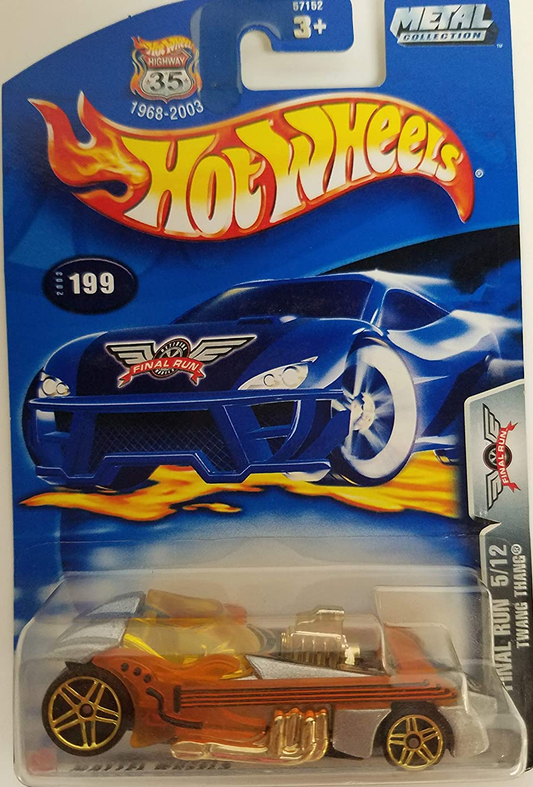 57152
3+
METAL
COLLECTION
™
Hot Wheels
HIGHWAY
35
1968-2003
Hot Wheels
®
2003
199
FINAL RUN
FINAL RUN
FINAL RUN 5/12
TWANG THANG®